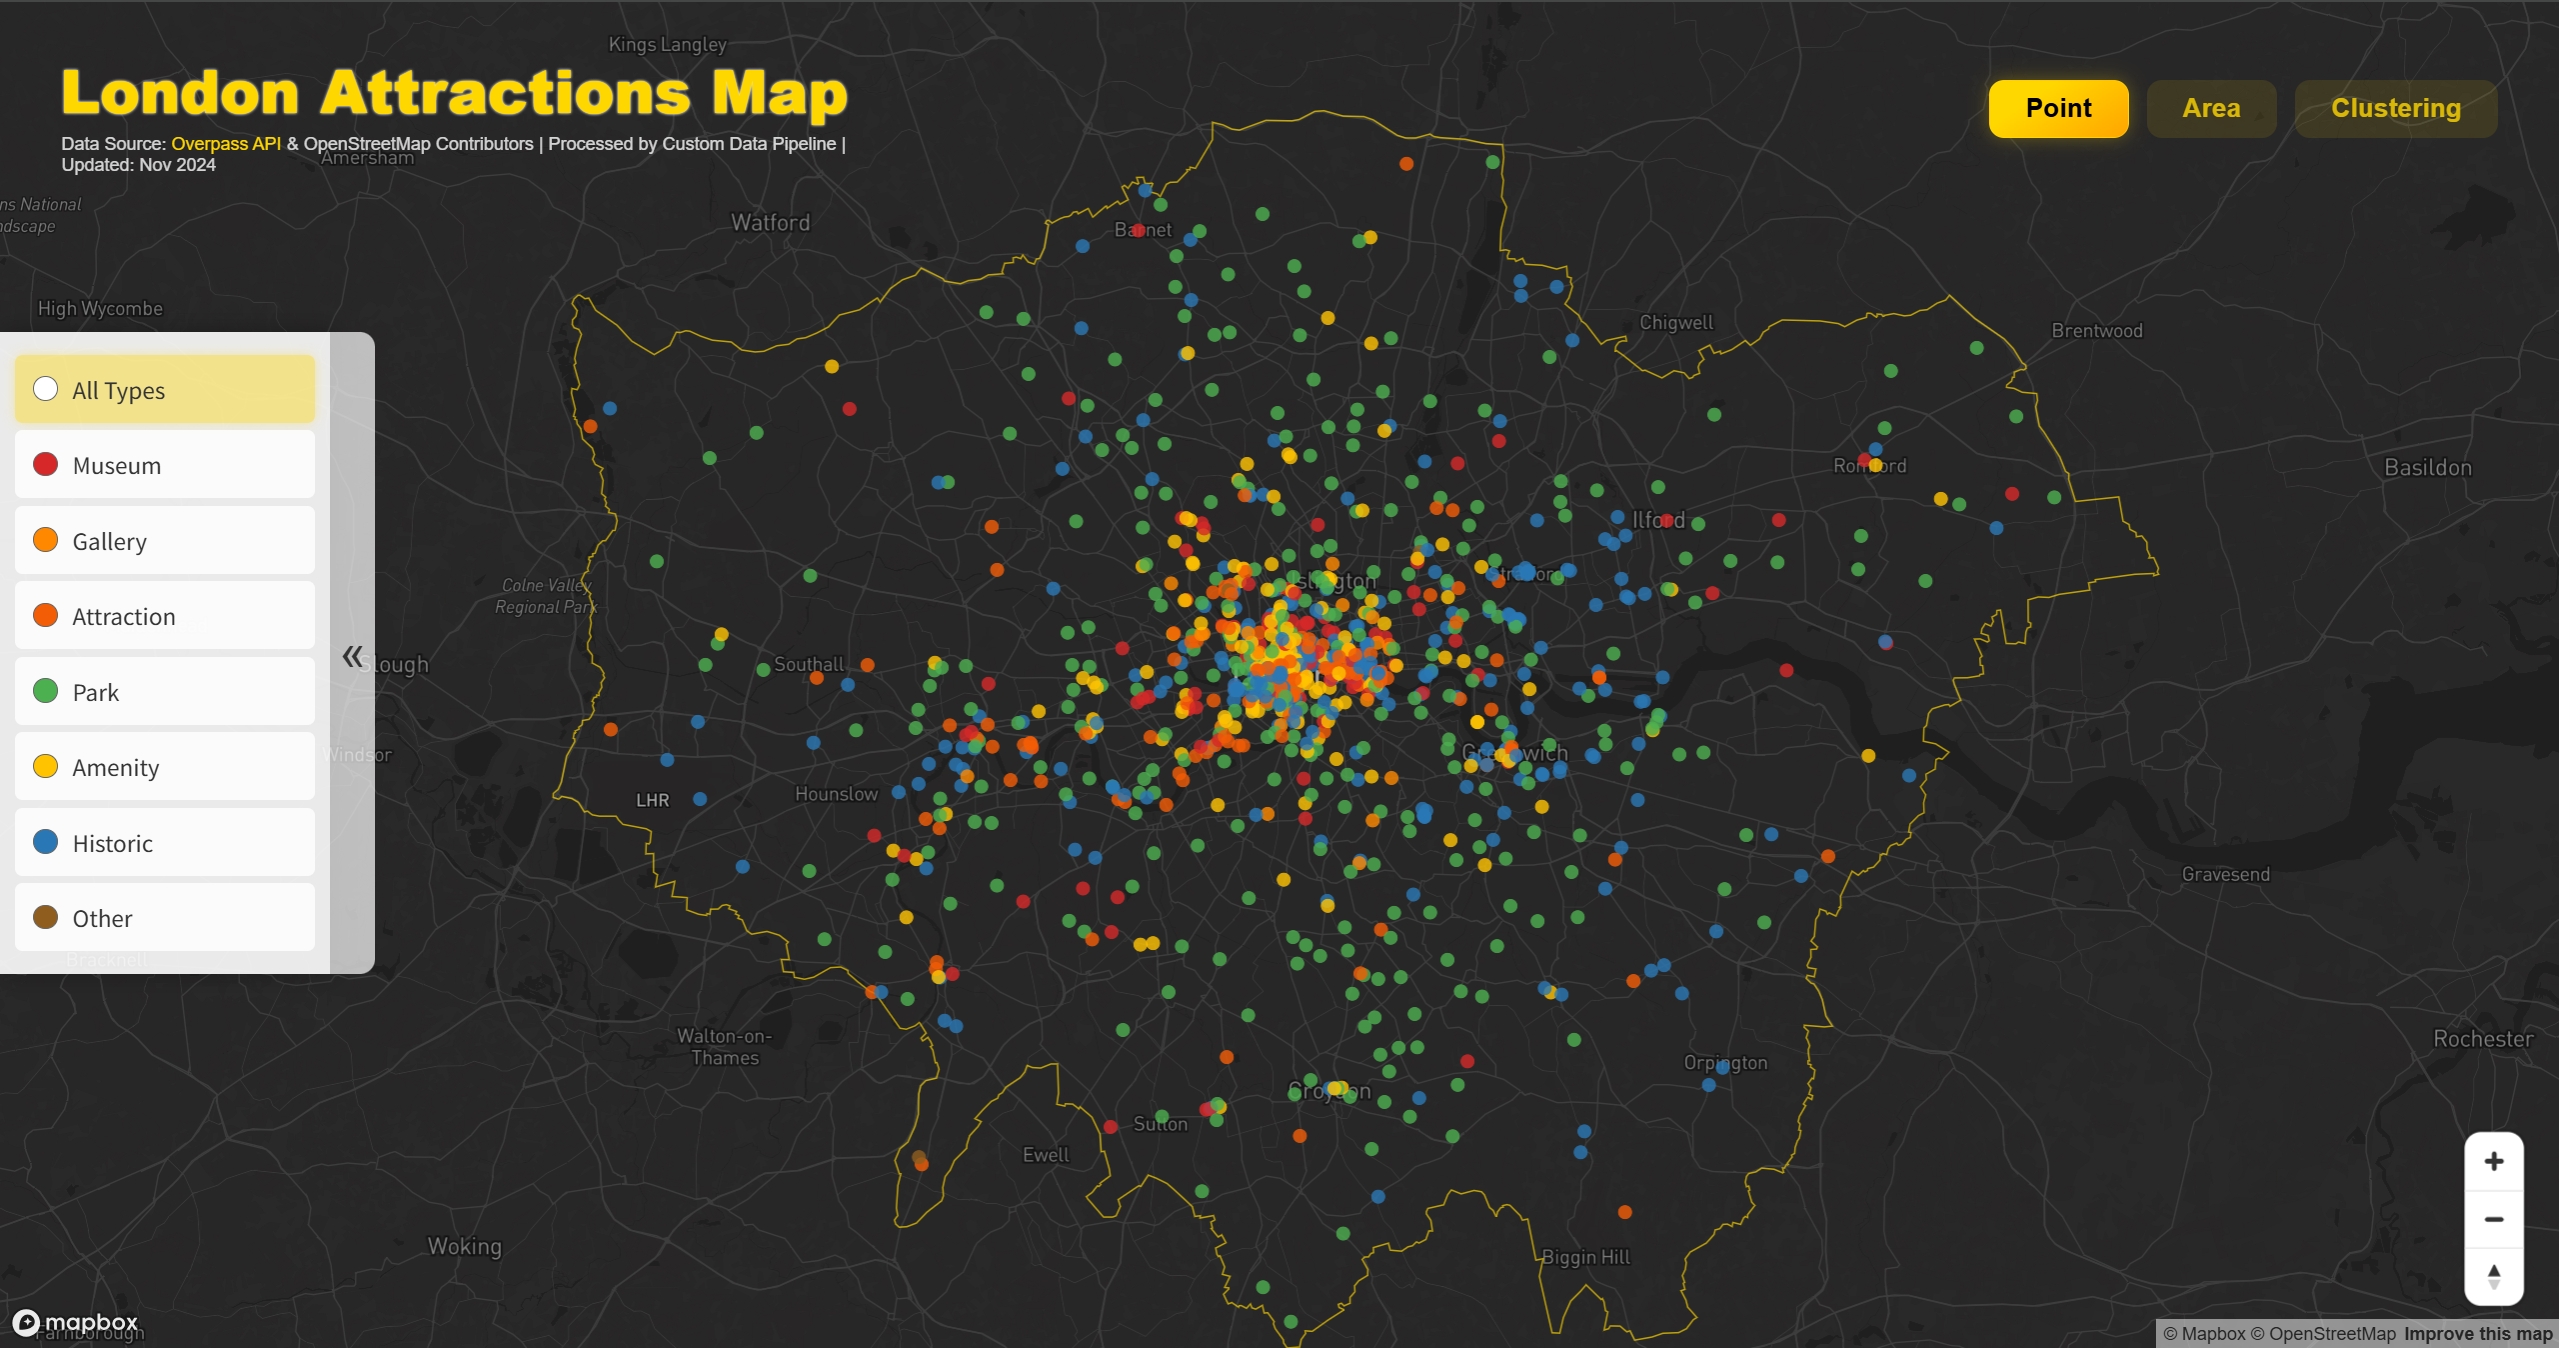 Kings Langley
London Attractions Map
Data Source: Overpass API & OpenStreetMap Contributors | Processed by Custom Data Pipeline |
Updated: Nov 2024
Point
Area
Clustering
Amersham
ns National
ndscape
Watford
Barnet
High Wycombe
Chigwell
Brentwood
All Types
Museum
Gallery
Attraction
Park
Amenity
Historic
Other
«
Romford
Basildon
Ilford
Colne Valley
Regional Park
Islington
Stratford
Slough
Southall
Windsor
Greenwich
LHR
Hounslow
Gravesend
Bracknell
Walton-on-
Thames
Rochester
Orpington
Croydon
Sutton
Ewell
Woking
Biggin Hill
+
−
mapbox
Farnborough
© Mapbox © OpenStreetMap Improve this map